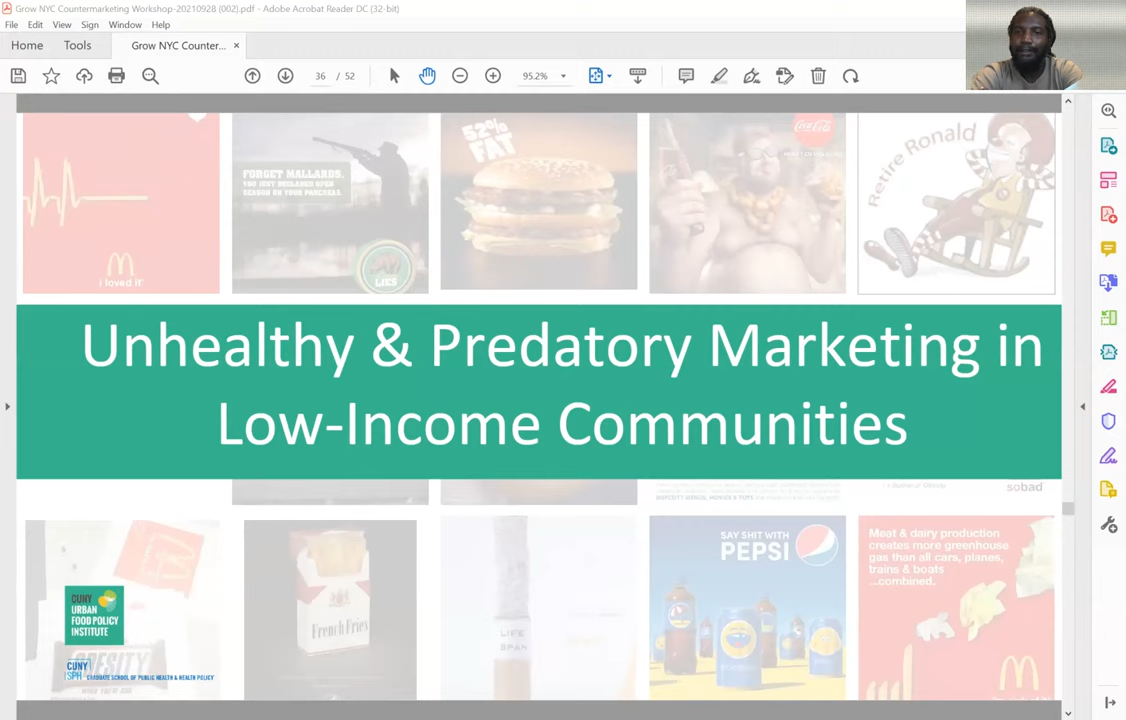 Grow NYC Countermarketing Workshop-20210928 (002).pdf - Adobe Acrobat Reader DC (32-bit)
File Edit View Sign Window Help
Home Tools Grow NYC Counter... ×
36 / 52 95.2%
i loved it
FORGET MALLARDS.
YOU JUST DECLARED OPEN
SEASON ON YOUR PANCREAS.
LIES
52%
FAT
Coca-Cola
Retire Ronald
Unhealthy & Predatory Marketing in
Low-Income Communities
sobad
CUNY
URBAN
FOOD POLICY
INSTITUTE
CUNY
SPH GRADUATE SCHOOL OF PUBLIC HEALTH & HEALTH POLICY
OBESITY
French Fries
LIFE
SPAN
SAY SHIT WITH
PEPSI
Meat & dairy production
creates more greenhouse
gas than all cars, planes,
trains & boats
...combined.